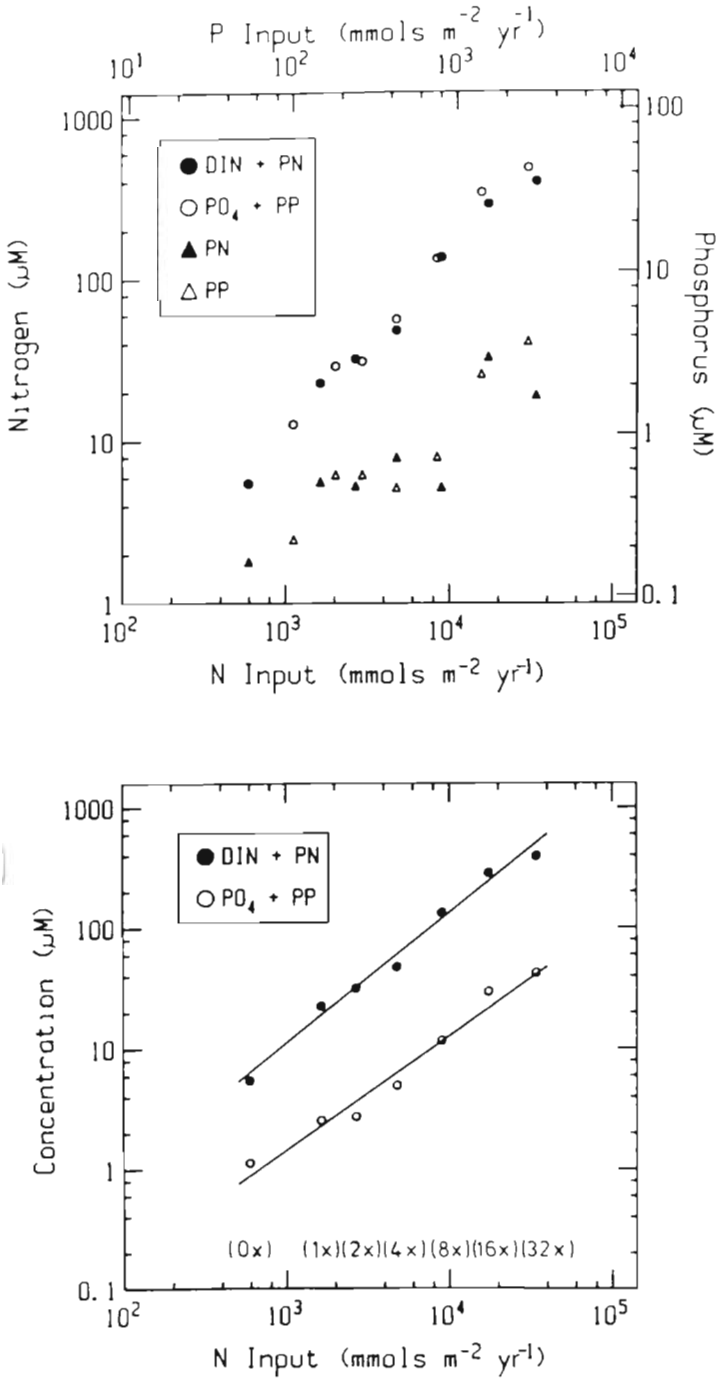 P Input (mmols m⁻² yr⁻¹)
10¹ 10² 10³ 10⁴
1000 100
● DIN + PN
○ PO₄ + PP
▲ PN
△ PP
100 10
10 1
1 0.1
Nitrogen (μM)
Phosphorus (μM)
10² 10³ 10⁴ 10⁵
N Input (mmols m⁻² yr⁻¹)
1000
● DIN + PN
○ PO₄ + PP
100
10
1
0.1
Concentration (μM)
(0x) (1x)(2x)(4x)(8x)(16x)(32x)
10² 10³ 10⁴ 10⁵
N Input (mmols m⁻² yr⁻¹)